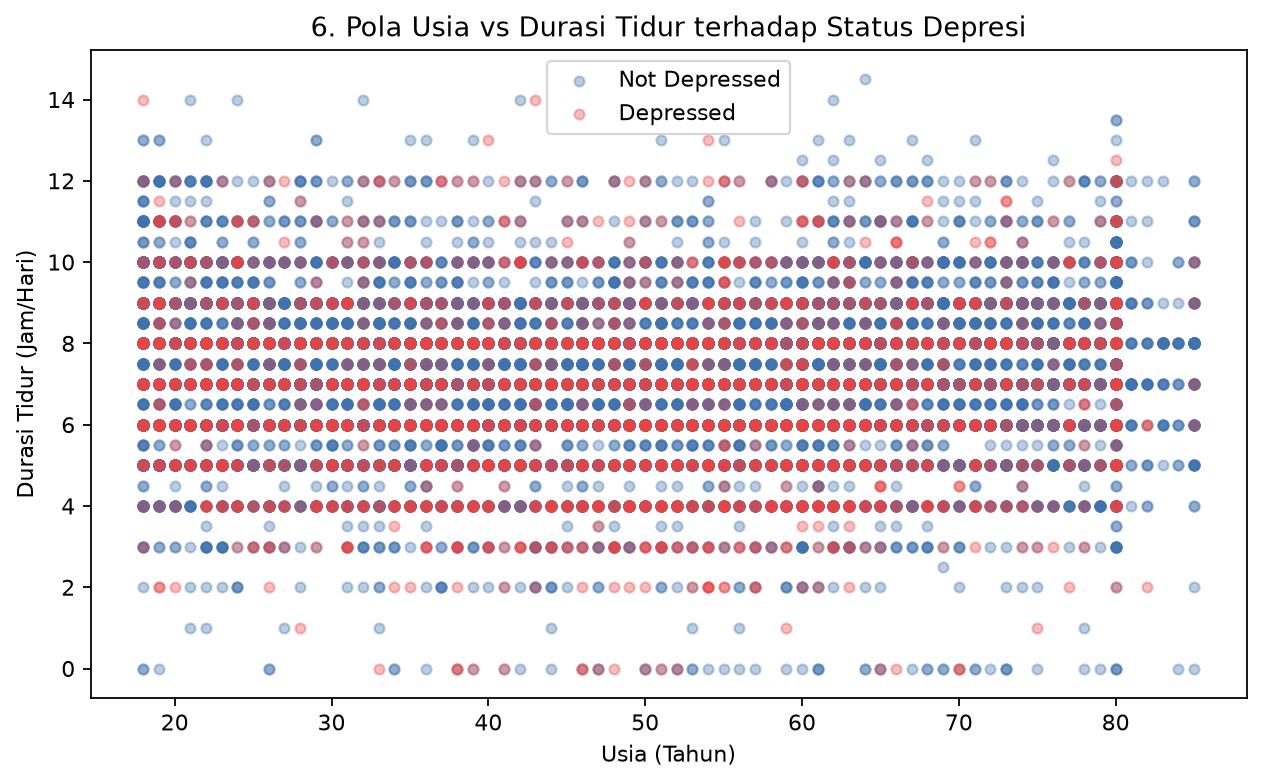 6. Pola Usia vs Durasi Tidur terhadap Status Depresi
Not Depressed
Depressed
Durasi Tidur (Jam/Hari)
14
12
10
8
6
4
2
0
20 30 40 50 60 70 80
Usia (Tahun)